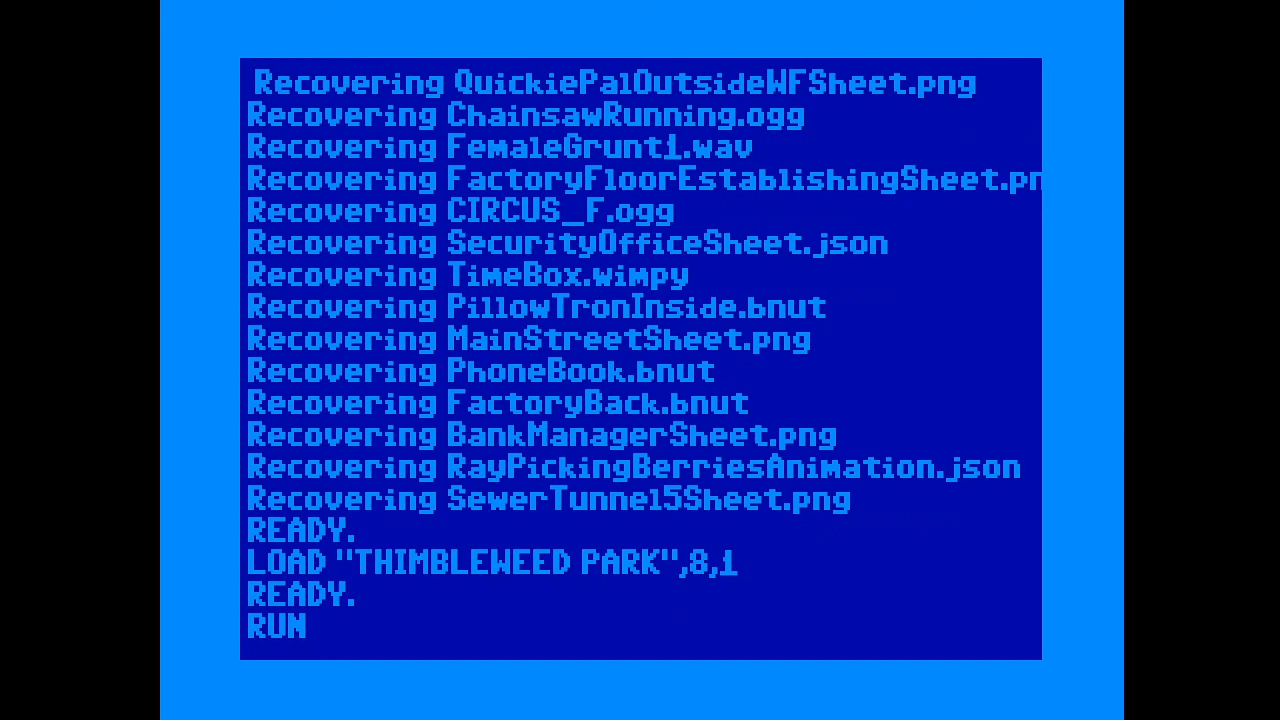 Recovering QuickiePalOutsideWFSheet.png
Recovering ChainsawRunning.ogg
Recovering FemaleGrunt1.wav
Recovering FactoryFloorEstablishingSheet.pn
Recovering CIRCUS_F.ogg
Recovering SecurityOfficeSheet.json
Recovering TimeBox.wimpy
Recovering PillowTronInside.bnut
Recovering MainStreetSheet.png
Recovering PhoneBook.bnut
Recovering FactoryBack.bnut
Recovering BankManagerSheet.png
Recovering RayPickingBerriesAnimation.json
Recovering SewerTunnel5Sheet.png
READY.
LOAD "THIMBLEWEED PARK",8,1
READY.
RUN